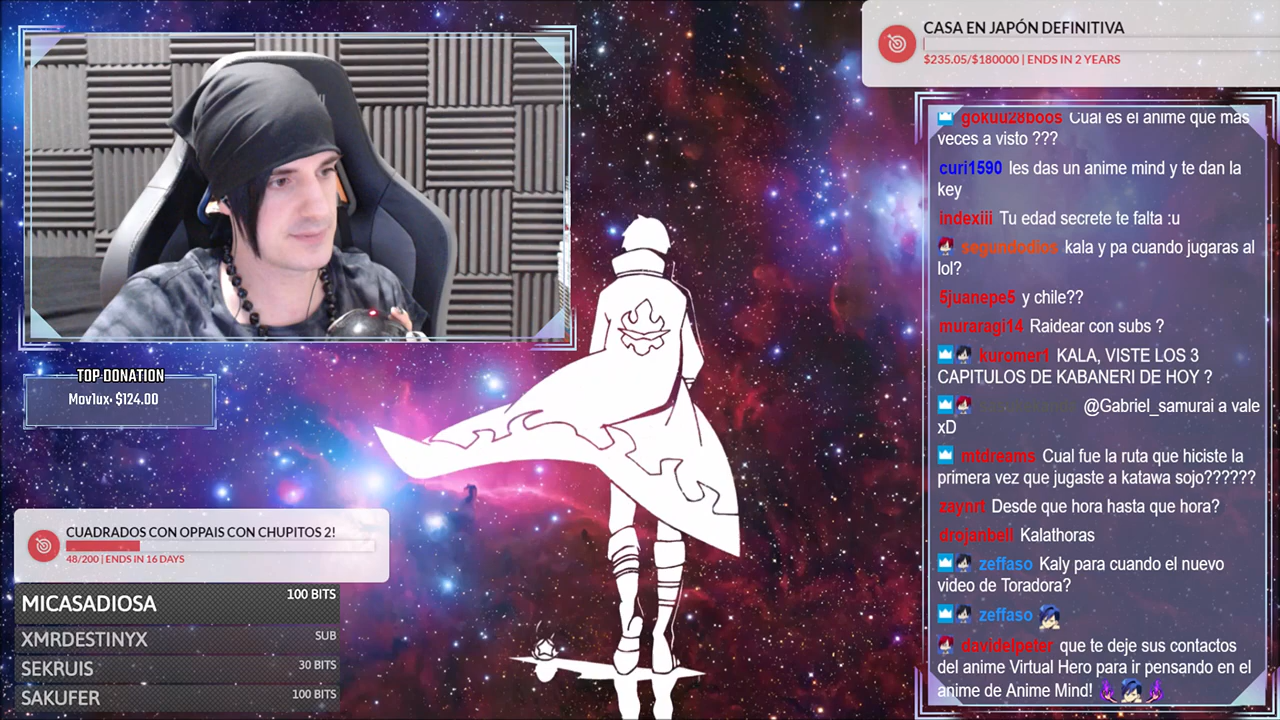 CASA EN JAPÓN DEFINITIVA
$235.05/$180000 | ENDS IN 2 YEARS
gokuu28boos Cual es el anime que mas
veces a visto ???
curi1590 les das un anime mind y te dan la
key
indexiii Tu edad secrete te falta :u
segundodios kala y pa cuando jugaras al
lol?
5juanepe5 y chile??
muraragi14 Raidear con subs ?
kuromer1 KALA, VISTE LOS 3
CAPITULOS DE KABANERI DE HOY ?
@Gabriel_samurai a vale
xD
mtdreams Cual fue la ruta que hiciste la
primera vez que jugaste a katawa sojo??????
zaynrt Desde que hora hasta que hora?
drojanbell Kalathoras
zeffaso Kaly para cuando el nuevo
video de Toradora?
zeffaso
davidelpeter que te deje sus contactos
del anime Virtual Hero para ir pensando en el
anime de Anime Mind!
TOP DONATION
Mov1ux: $124.00
CUADRADOS CON OPPAIS CON CHUPITOS 2!
48/200 | ENDS IN 16 DAYS
MICASADIOSA 100 BITS
XMRDESTINYX SUB
SEKRUIS 30 BITS
SAKUFER 100 BITS